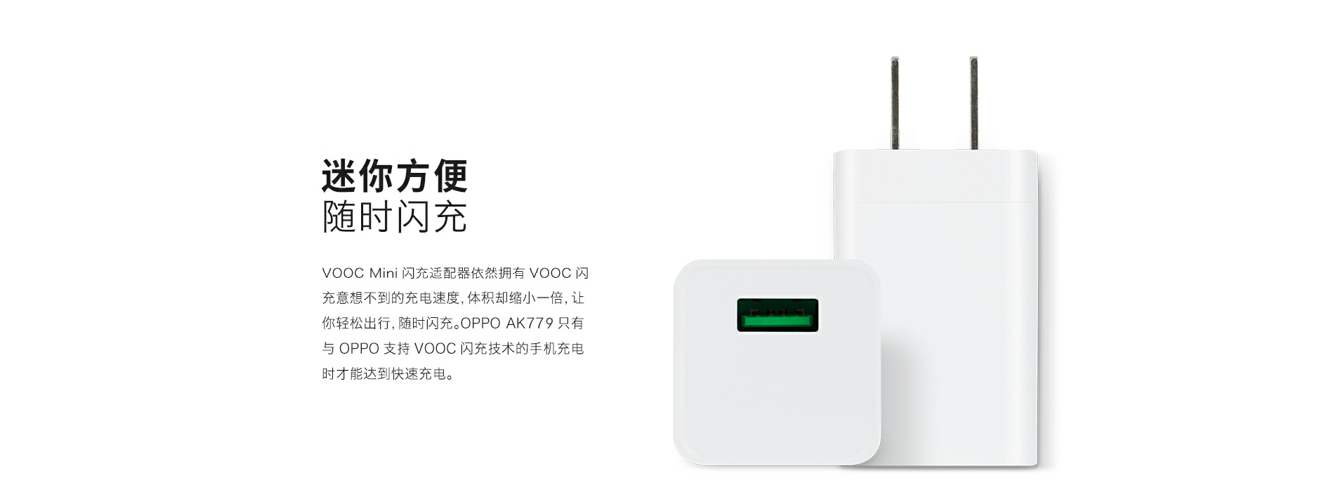 迷你方便
随时闪充
VOOC Mini 闪充适配器依然拥有 VOOC 闪
充意想不到的充电速度, 体积却缩小一倍, 让
你轻松出行, 随时闪充。OPPO AK779 只有
与 OPPO 支持 VOOC 闪充技术的手机充电
时才能达到快速充电。